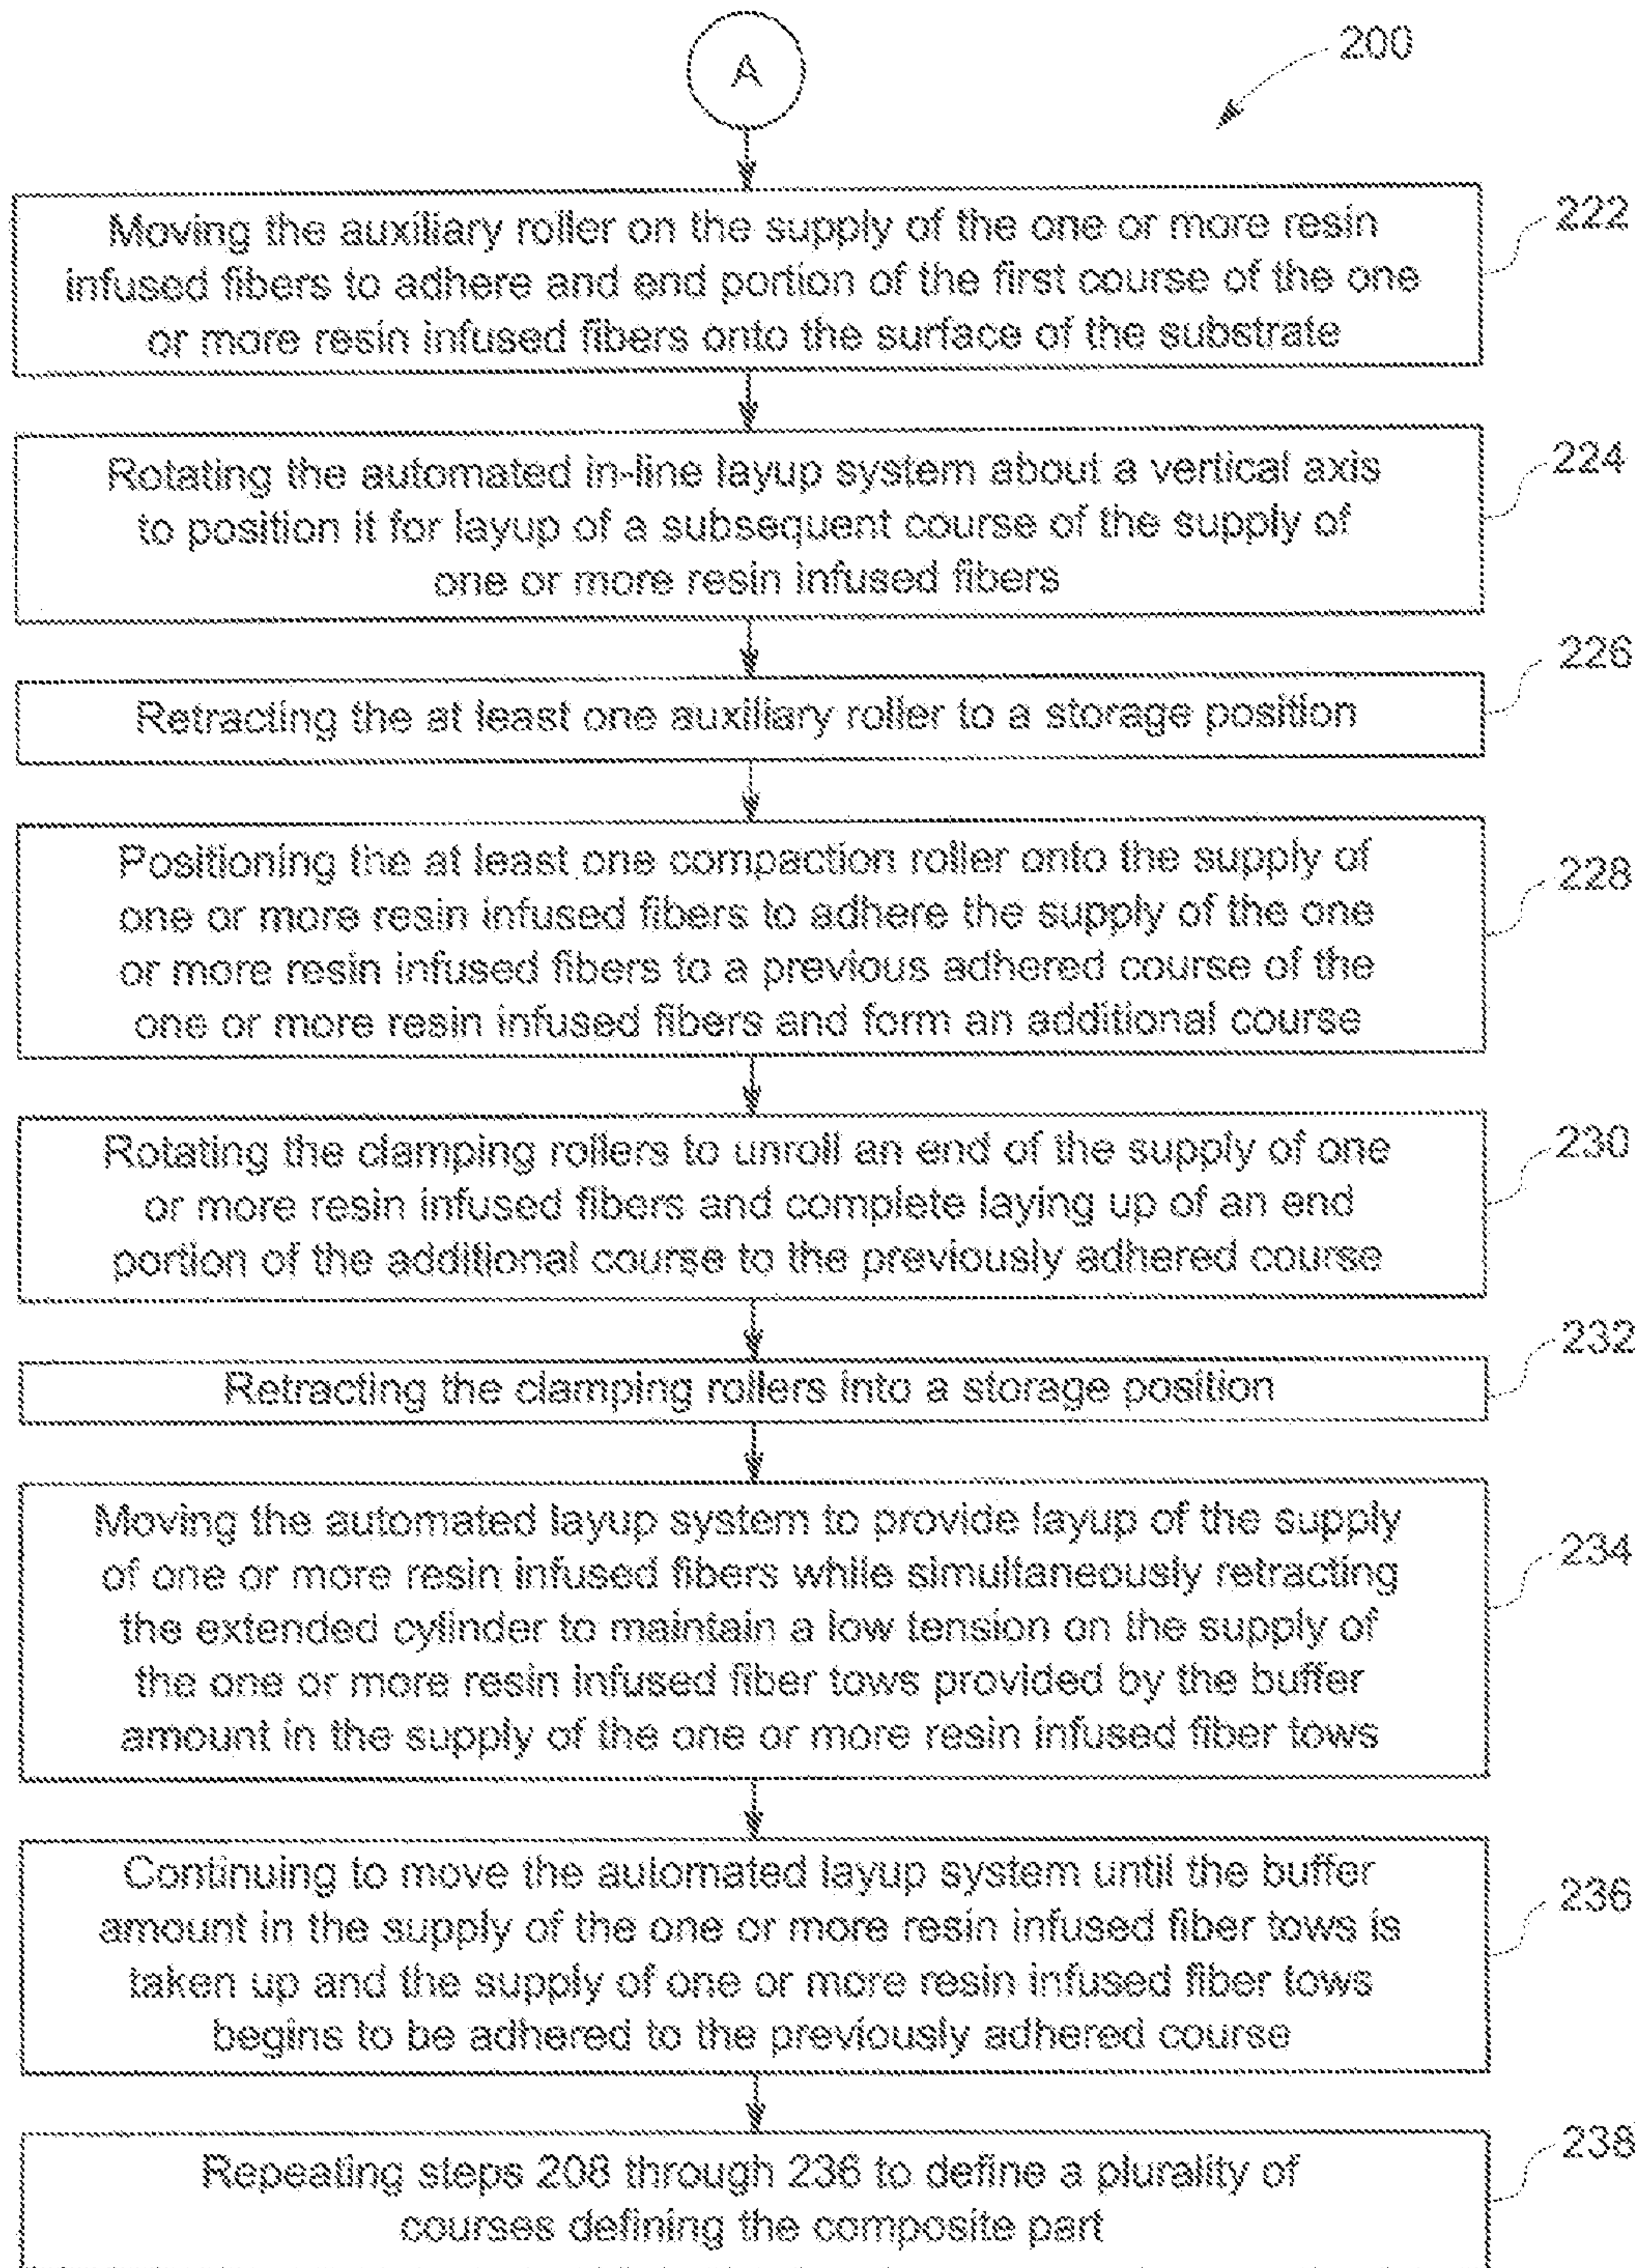 A
200
Moving the auxiliary roller on the supply of the one or more resin
infused fibers to adhere and end portion of the first course of the one
or more resin infused fibers onto the surface of the substrate
222
Rotating the automated in-line layup system about a vertical axis
to position it for layup of a subsequent course of the supply of
one or more resin infused fibers
224
Retracting the at least one auxiliary roller to a storage position
226
Positioning the at least one compaction roller onto the supply of
one or more resin infused fibers to adhere the supply of the one
or more resin infused fibers to a previous adhered course of the
one or more resin infused fibers and form an additional course
228
Rotating the clamping rollers to unroll an end of the supply of one
or more resin infused fibers and complete laying up of an end
portion of the additional course to the previously adhered course
230
Retracting the clamping rollers into a storage position
232
Moving the automated layup system to provide layup of the supply
of one or more resin infused fibers while simultaneously retracting
the extended cylinder to maintain a low tension on the supply of
the one or more resin infused fiber tows provided by the buffer
amount in the supply of the one or more resin infused fiber tows
234
Continuing to move the automated layup system until the buffer
amount in the supply of the one or more resin infused fiber tows is
taken up and the supply of one or more resin infused fiber tows
begins to be adhered to the previously adhered course
236
Repeating steps 208 through 236 to define a plurality of
courses defining the composite part
238